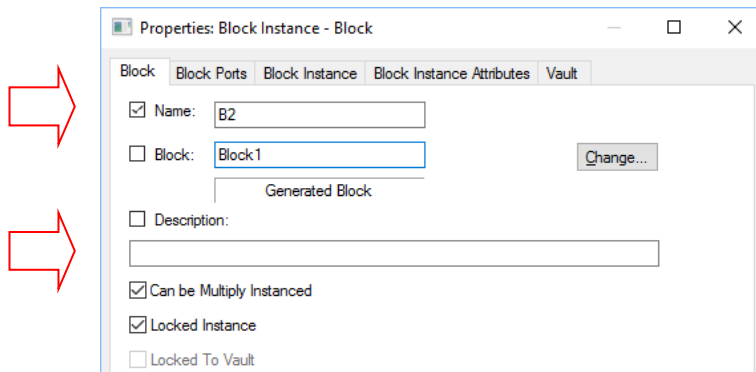 Properties: Block Instance - Block
Block Block Ports Block Instance Block Instance Attributes Vault
Name: B2
Block: Block1 Change...
Generated Block
Description:
Can be Multiply Instanced
Locked Instance
Locked To Vault